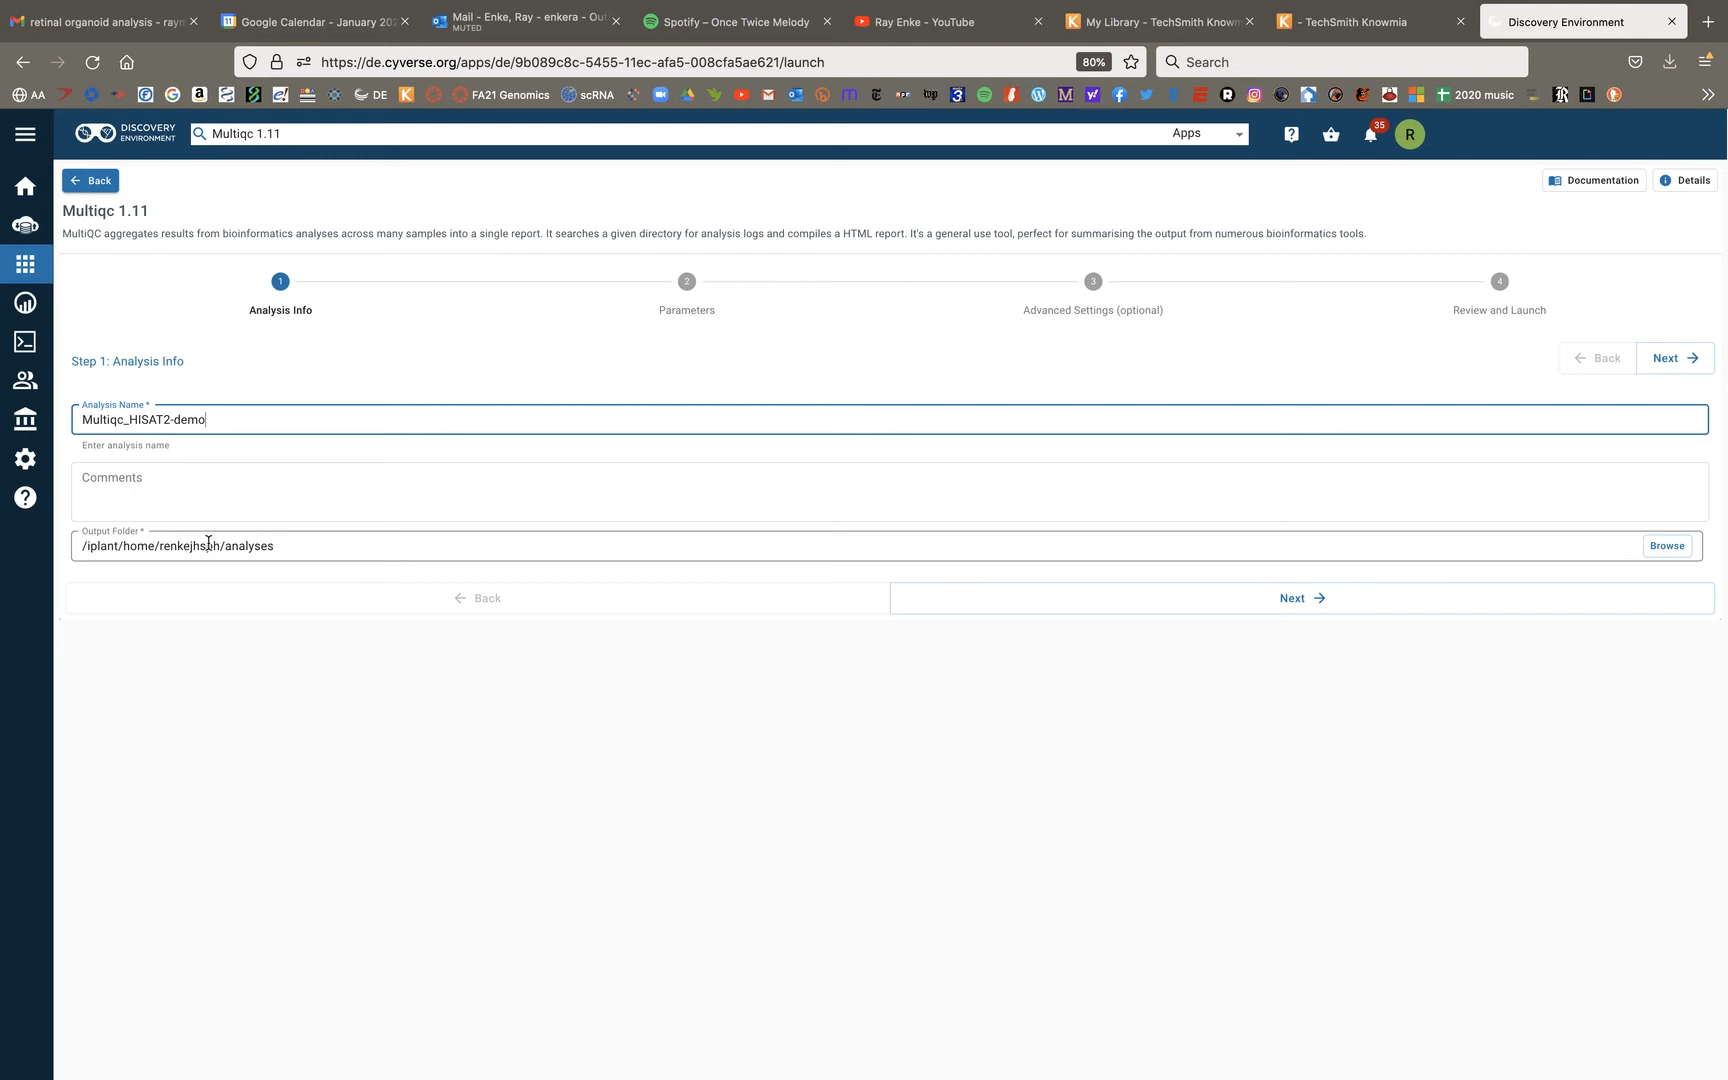 retinal organoid analysis - raym
Google Calendar - January 202
Mail - Enke, Ray - enkera - Ou
MUTED
Spotify – Once Twice Melody
Ray Enke - YouTube
My Library - TechSmith Knowm
- TechSmith Knowmia
Discovery Environment
https://de.cyverse.org/apps/de/9b089c8c-5455-11ec-afa5-008cfa5ae621/launch
80%
Search
AA
DE
FA21 Genomics
scRNA
2020 music
DISCOVERY
ENVIRONMENT
Multiqc 1.11
Apps
35
R
Back
Documentation
Details
Multiqc 1.11
MultiQC aggregates results from bioinformatics analyses across many samples into a single report. It searches a given directory for analysis logs and compiles a HTML report. It's a general use tool, perfect for summarising the output from numerous bioinformatics tools.
1
2
3
4
Analysis Info
Parameters
Advanced Settings (optional)
Review and Launch
Step 1: Analysis Info
Back
Next
Analysis Name *
Multiqc_HISAT2-demo
Enter analysis name
Comments
Output Folder *
/iplant/home/renkejhsph/analyses
Browse
Back
Next